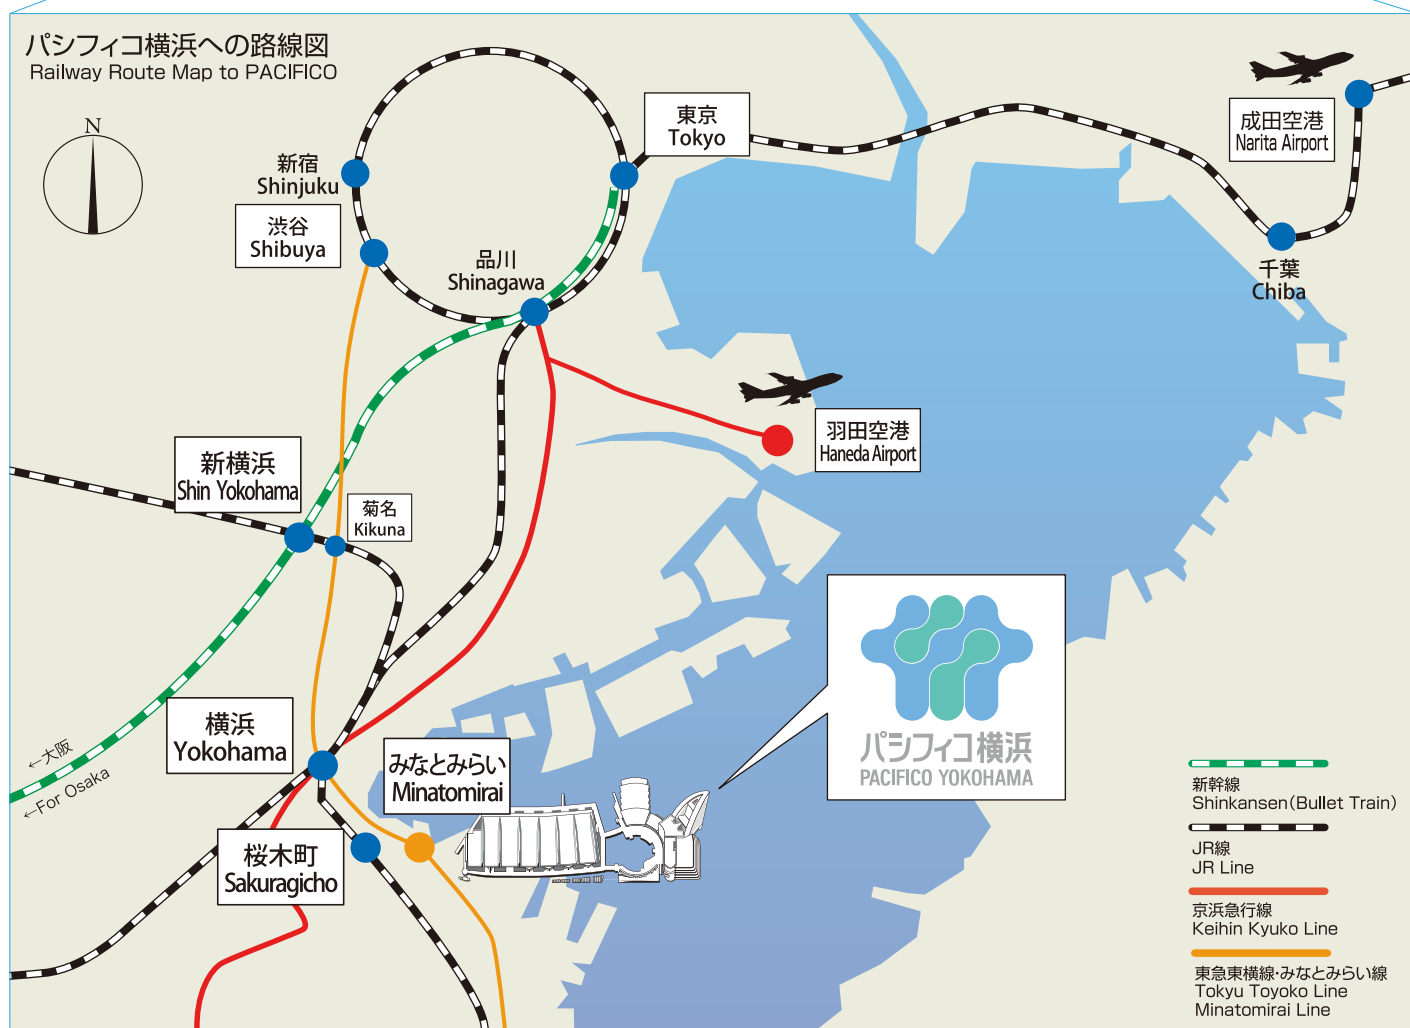 パシフィコ横浜への路線図
Railway Route Map to PACIFICO
N
新宿
Shinjuku
渋谷
Shibuya
品川
Shinagawa
東京
Tokyo
成田空港
Narita Airport
千葉
Chiba
羽田空港
Haneda Airport
新横浜
Shin Yokohama
菊名
Kikuna
横浜
Yokohama
←大阪
←For Osaka
みなとみらい
Minatomirai
桜木町
Sakuragicho
パシフィコ横浜
PACIFICO YOKOHAMA
新幹線
Shinkansen(Bullet Train)
JR線
JR Line
京浜急行線
Keihin Kyuko Line
東急東横線・みなとみらい線
Tokyu Toyoko Line
Minatomirai Line